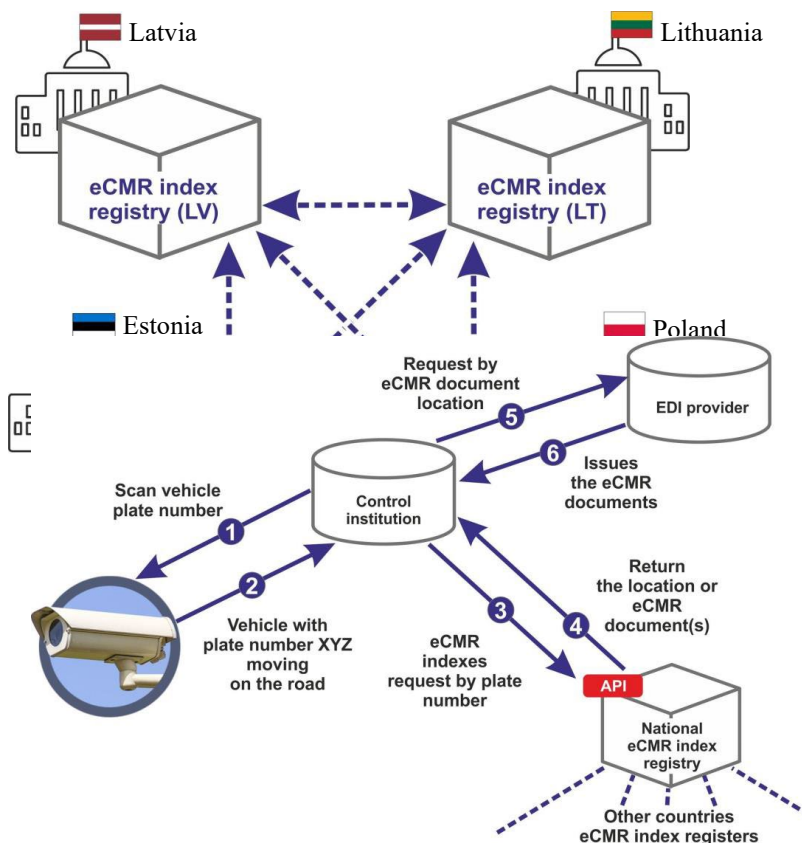 Latvia
Lithuania
eCMR index
registry (LV)
eCMR index
registry (LT)
Estonia
Poland
Request by
eCMR document
location
5
EDI provider
6
Issues
the eCMR
documents
Scan vehicle
plate number
1
Control
institution
2
Vehicle with
plate number XYZ
moving
on the road
3
eCMR
indexes
request by plate
number
4
Return
the location or
eCMR
document(s)
API
National
eCMR index
registry
Other countries
eCMR index registers